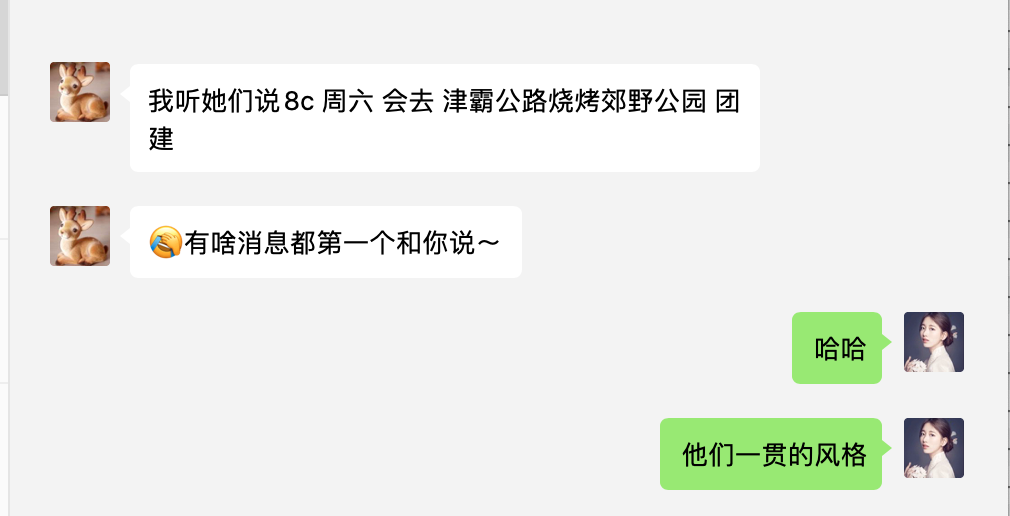 我听她们说8c 周六 会去 津霸公路烧烤郊野公园 团
建
🤣有啥消息都第一个和你说～
哈哈
他们一贯的风格